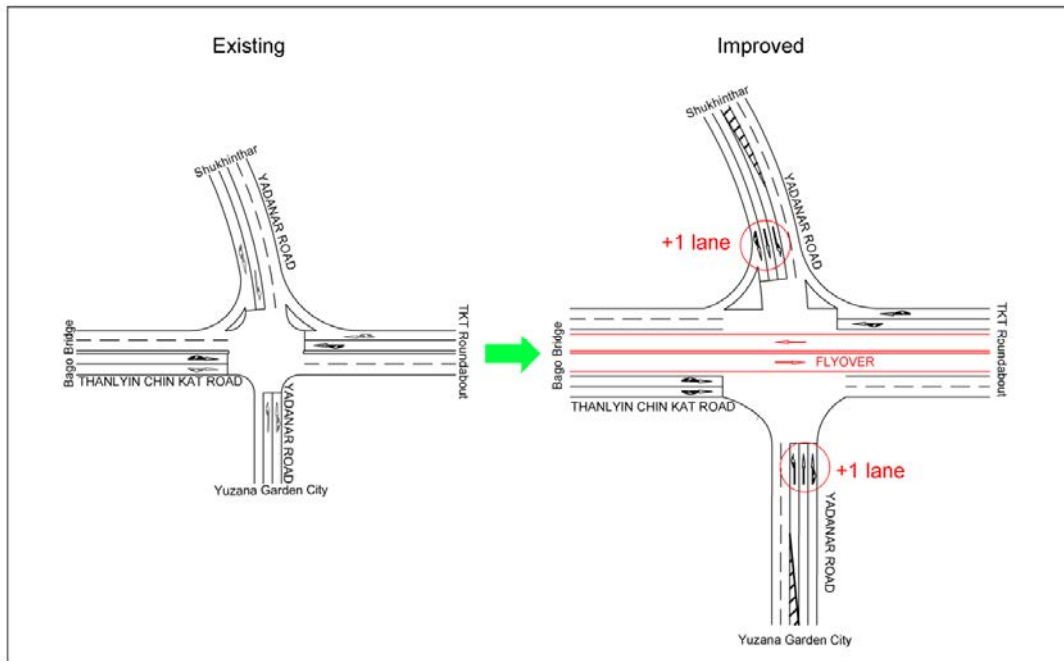 Existing
Improved
Shukhinthar
YADANAR ROAD
Bago Bridge
TKT Roundabout
THANLYIN CHIN KAT ROAD
YADANAR ROAD
Yuzana Garden City
Shukhinthar
YADANAR ROAD
+1 lane
Bago Bridge
FLYOVER
TKT Roundabout
THANLYIN CHIN KAT ROAD
+1 lane
YADANAR ROAD
Yuzana Garden City